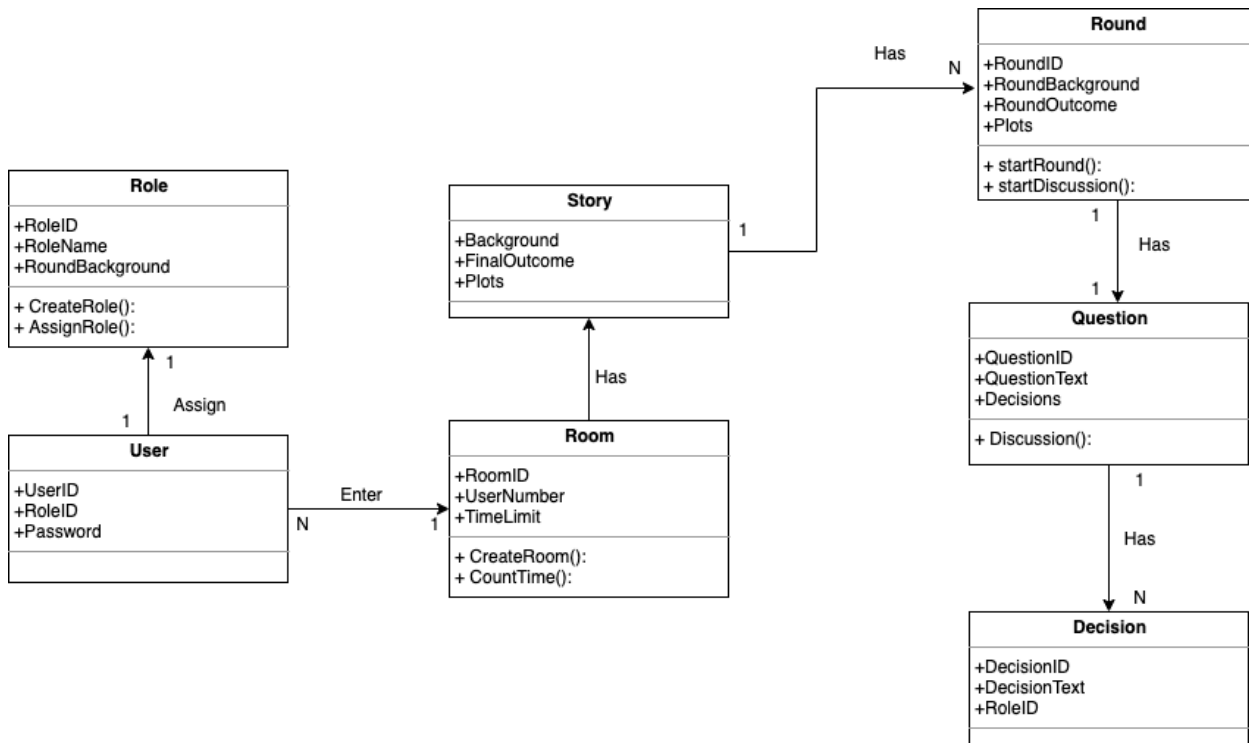 Role
+RoleID
+RoleName
+RoundBackground
+ CreateRole():
+ AssignRole():
1
Assign
1
User
+UserID
+RoleID
+Password
Enter
N
1
Story
+Background
+FinalOutcome
+Plots
Has
Room
+RoomID
+UserNumber
+TimeLimit
+ CreateRoom():
+ CountTime():
1
Has
N
Round
+RoundID
+RoundBackground
+RoundOutcome
+Plots
+ startRound():
+ startDiscussion():
1
Has
1
Question
+QuestionID
+QuestionText
+Decisions
+ Discussion():
1
Has
N
Decision
+DecisionID
+DecisionText
+RoleID